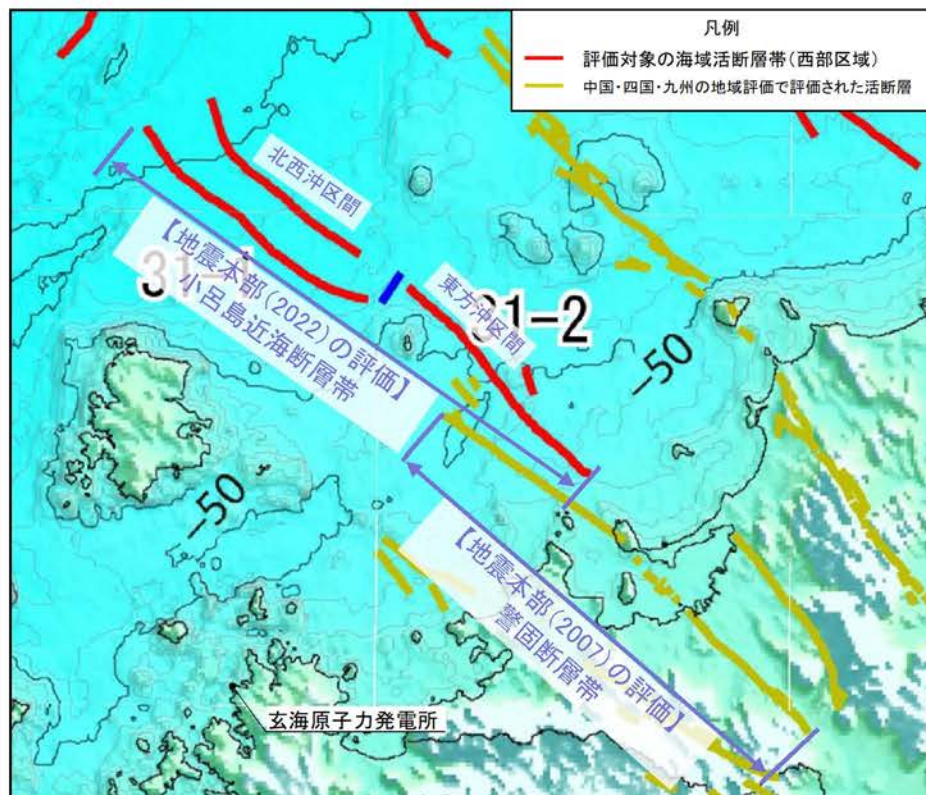 凡例
評価対象の海域活断層帯(西部区域)
中国・四国・九州の地域評価で評価された活断層
北西沖区間
31-1
【地震本部(2022)の評価】
小呂島近海断層帯
東方沖区間
31-2
-50
-50
【地震本部(2007)の評価】
警固断層帯
玄海原子力発電所